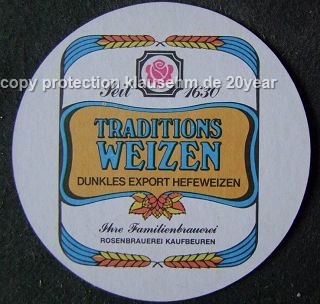 copy protection klausehm.de 20year
Seit 1630
TRADITIONS
WEIZEN
DUNKLES EXPORT HEFEWEIZEN
Ihre Familienbrauerei
ROSENBRAUEREI KAUFBEUREN